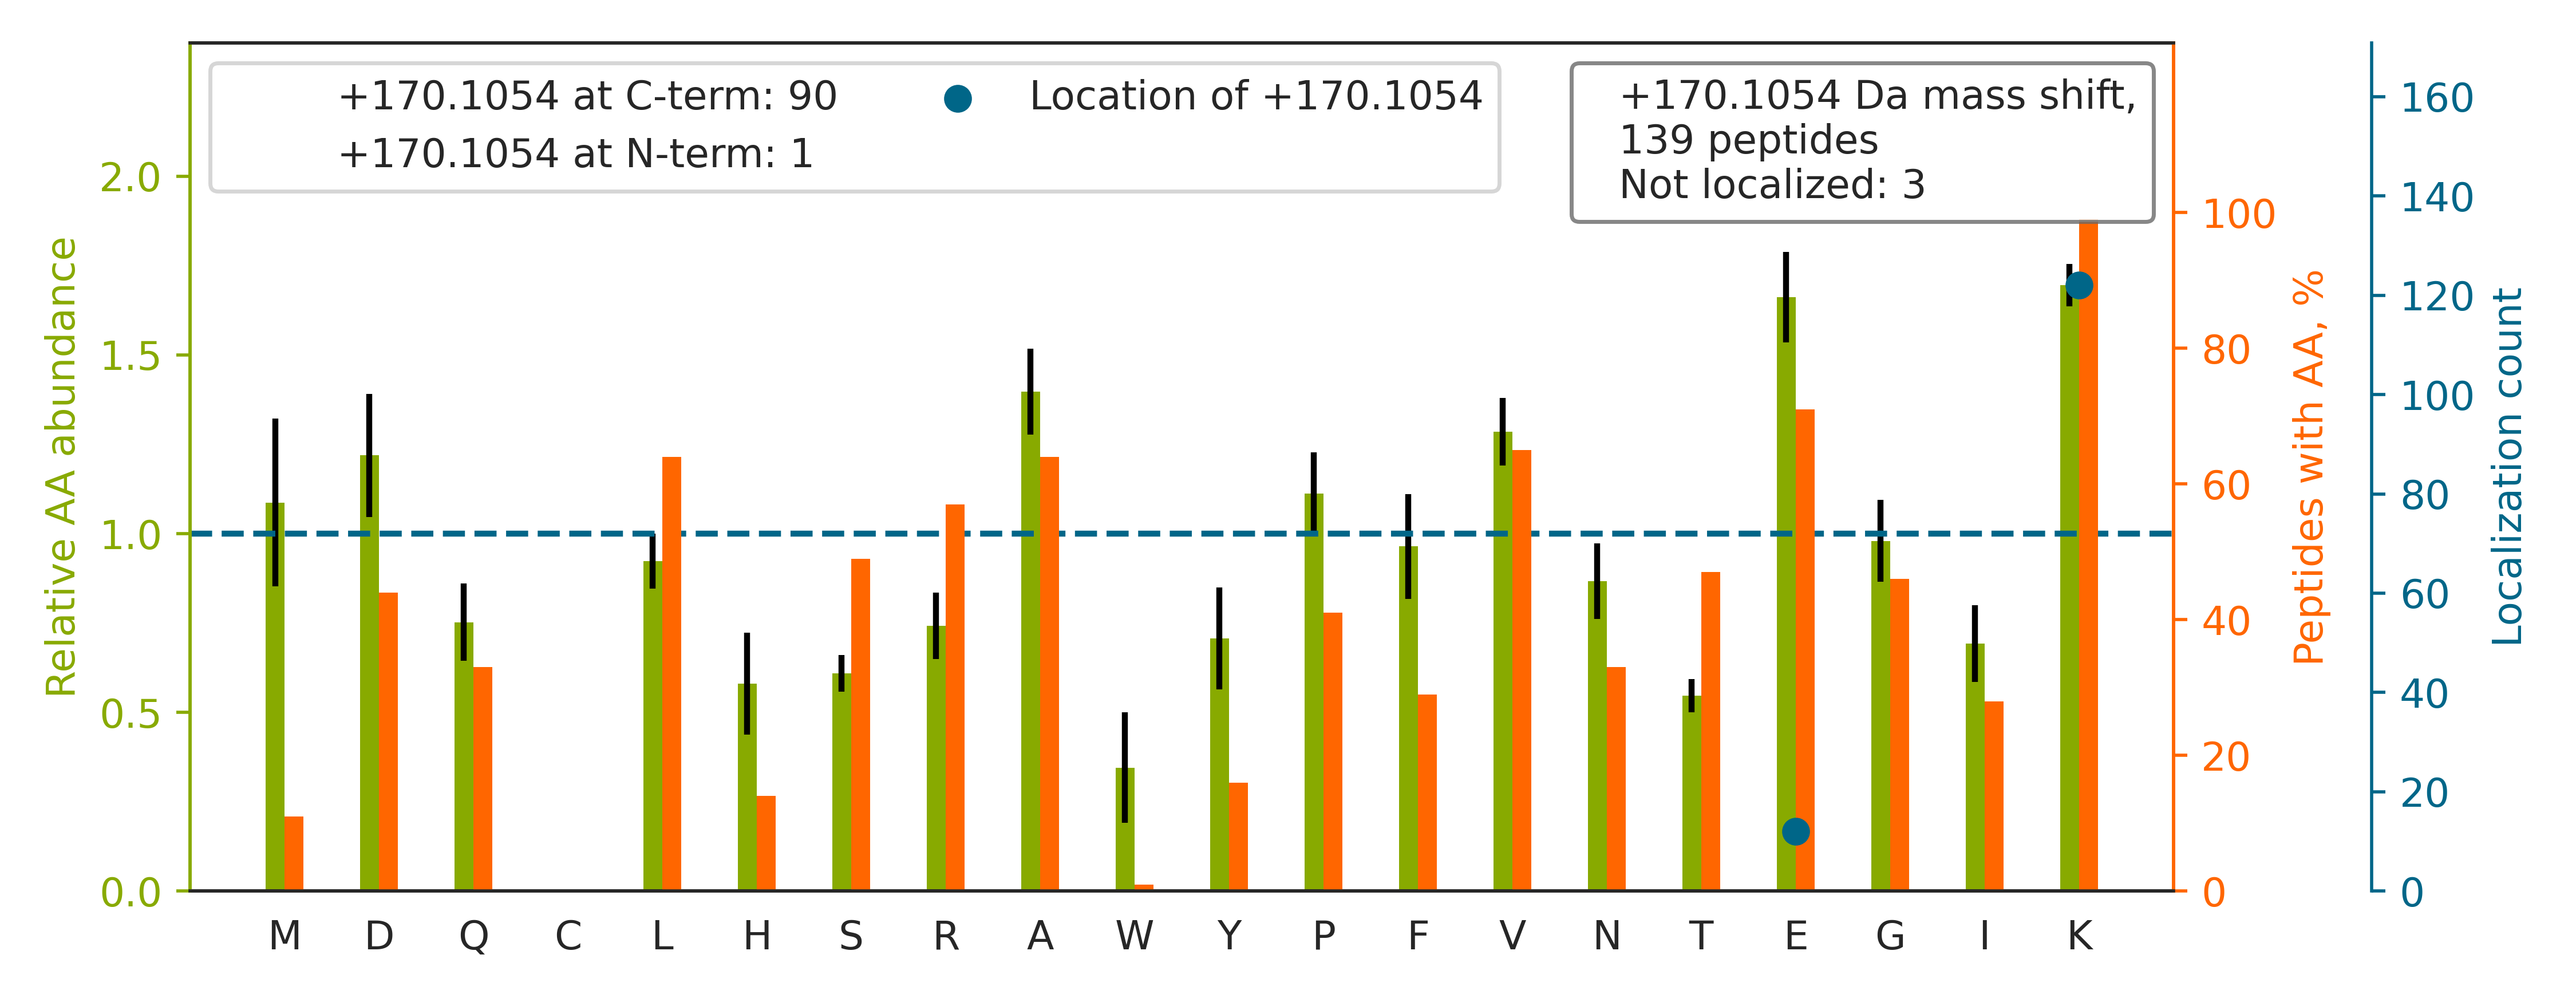 +170.1054 at C-term: 90
+170.1054 at N-term: 1
Location of +170.1054
+170.1054 Da mass shift,
139 peptides
Not localized: 3
Relative AA abundance
2.0
1.5
1.0
0.5
0.0
M D Q C L H S R A W Y P F V N T E G I K
100
80
60
40
20
0
Peptides with AA, %
160
140
120
100
80
60
40
20
0
Localization count